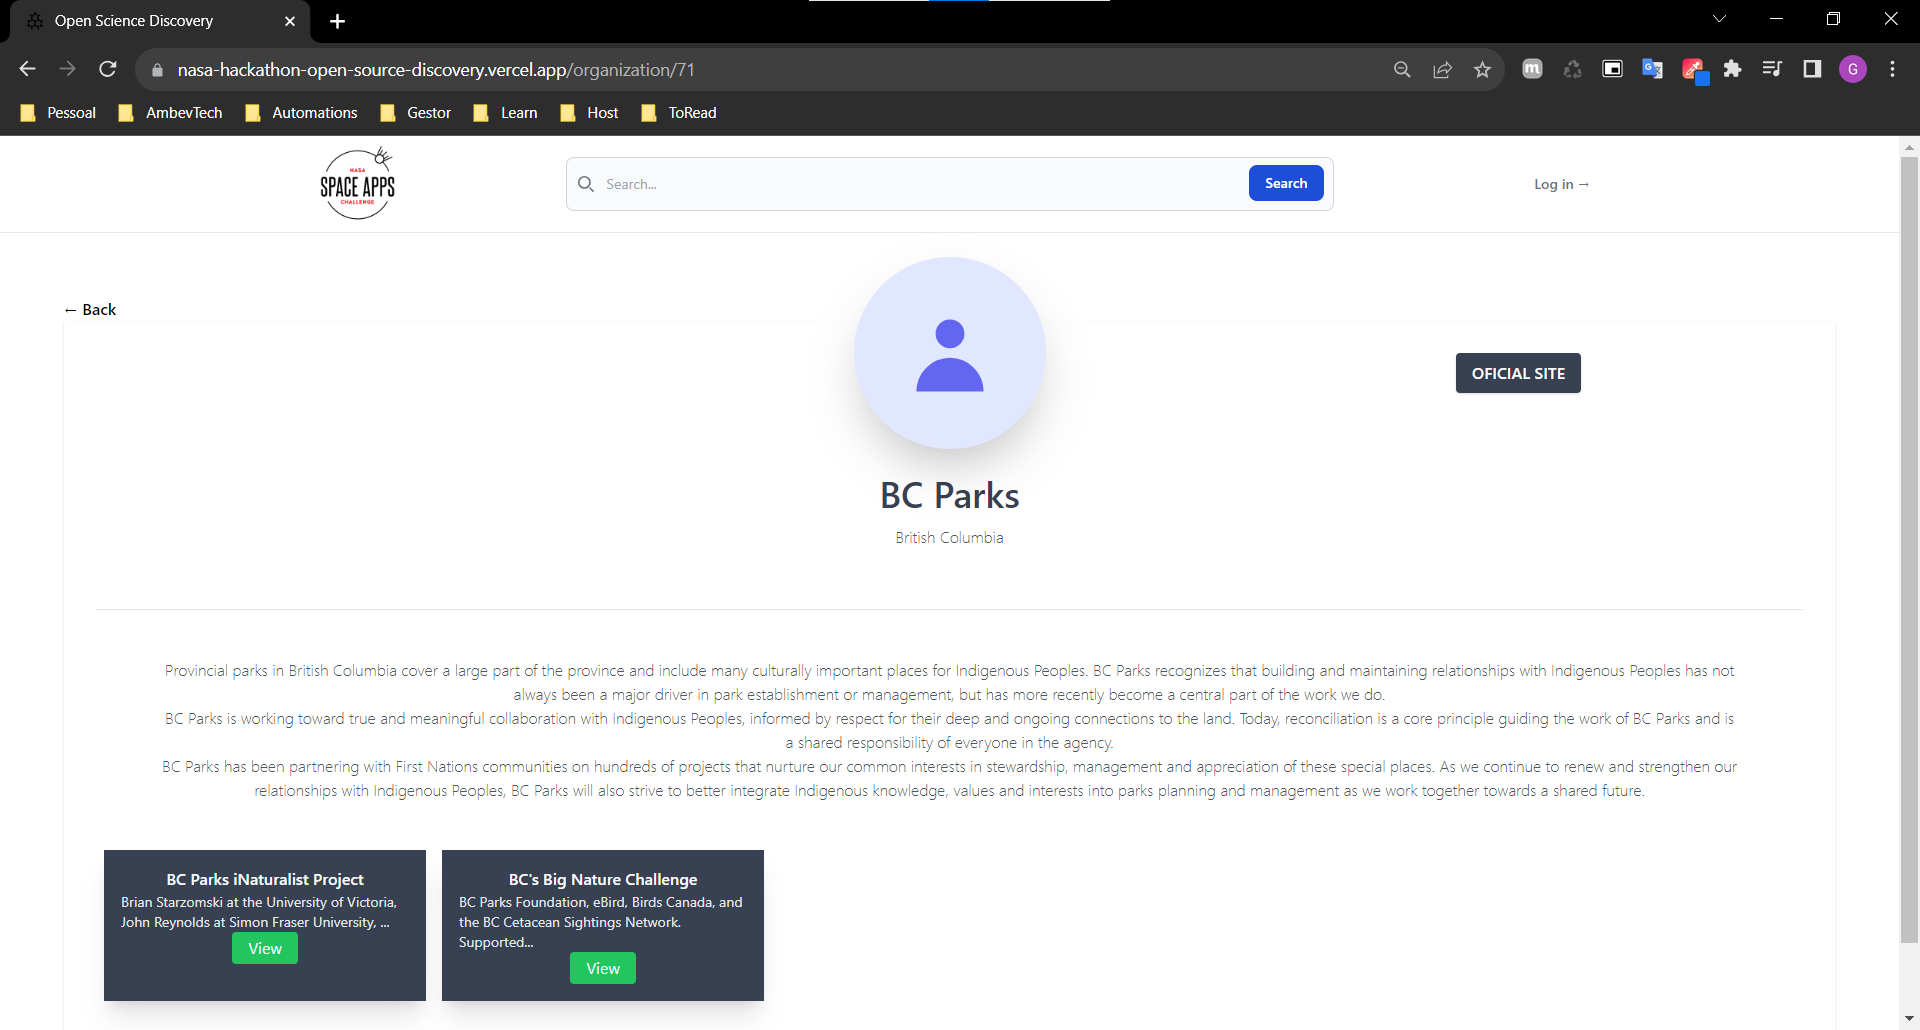 Open Science Discovery
nasa-hackathon-open-source-discovery.vercel.app/organization/71
m
G
G
Pessoal AmbevTech Automations Gestor Learn Host ToRead
NASA
SPACE APPS
CHALLENGE
Search...
Search
Log in →
← Back
OFICIAL SITE
BC Parks
British Columbia
Provincial parks in British Columbia cover a large part of the province and include many culturally important places for Indigenous Peoples. BC Parks recognizes that building and maintaining relationships with Indigenous Peoples has not
always been a major driver in park establishment or management, but has more recently become a central part of the work we do.
BC Parks is working toward true and meaningful collaboration with Indigenous Peoples, informed by respect for their deep and ongoing connections to the land. Today, reconciliation is a core principle guiding the work of BC Parks and is
a shared responsibility of everyone in the agency.
BC Parks has been partnering with First Nations communities on hundreds of projects that nurture our common interests in stewardship, management and appreciation of these special places. As we continue to renew and strengthen our
relationships with Indigenous Peoples, BC Parks will also strive to better integrate Indigenous knowledge, values and interests into parks planning and management as we work together towards a shared future.
BC Parks iNaturalist Project
Brian Starzomski at the University of Victoria,
John Reynolds at Simon Fraser University, ...
View
BC's Big Nature Challenge
BC Parks Foundation, eBird, Birds Canada, and
the BC Cetacean Sightings Network.
Supported...
View